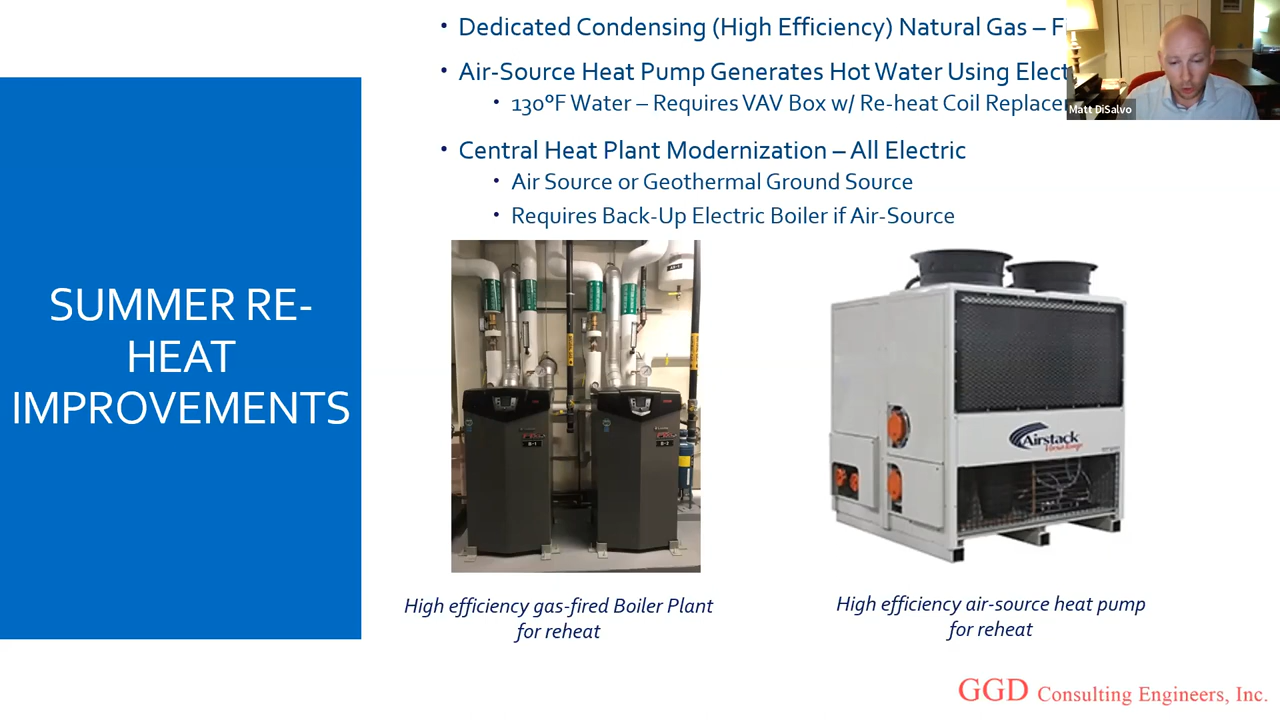 • Dedicated Condensing (High Efficiency) Natural Gas –
• Air-Source Heat Pump Generates Hot Water Using
• 130°F Water – Requires VAV Box w/ Re-heat Coil
Matt DiSalvo
• Central Heat Plant Modernization – All Electric
• Air Source or Geothermal Ground Source
• Requires Back-Up Electric Boiler if Air-Source
SUMMER RE-
HEAT
IMPROVEMENTS
Airstack
High efficiency gas-fired Boiler Plant
for reheat
High efficiency air-source heat pump
for reheat
GGD Consulting Engineers, Inc.